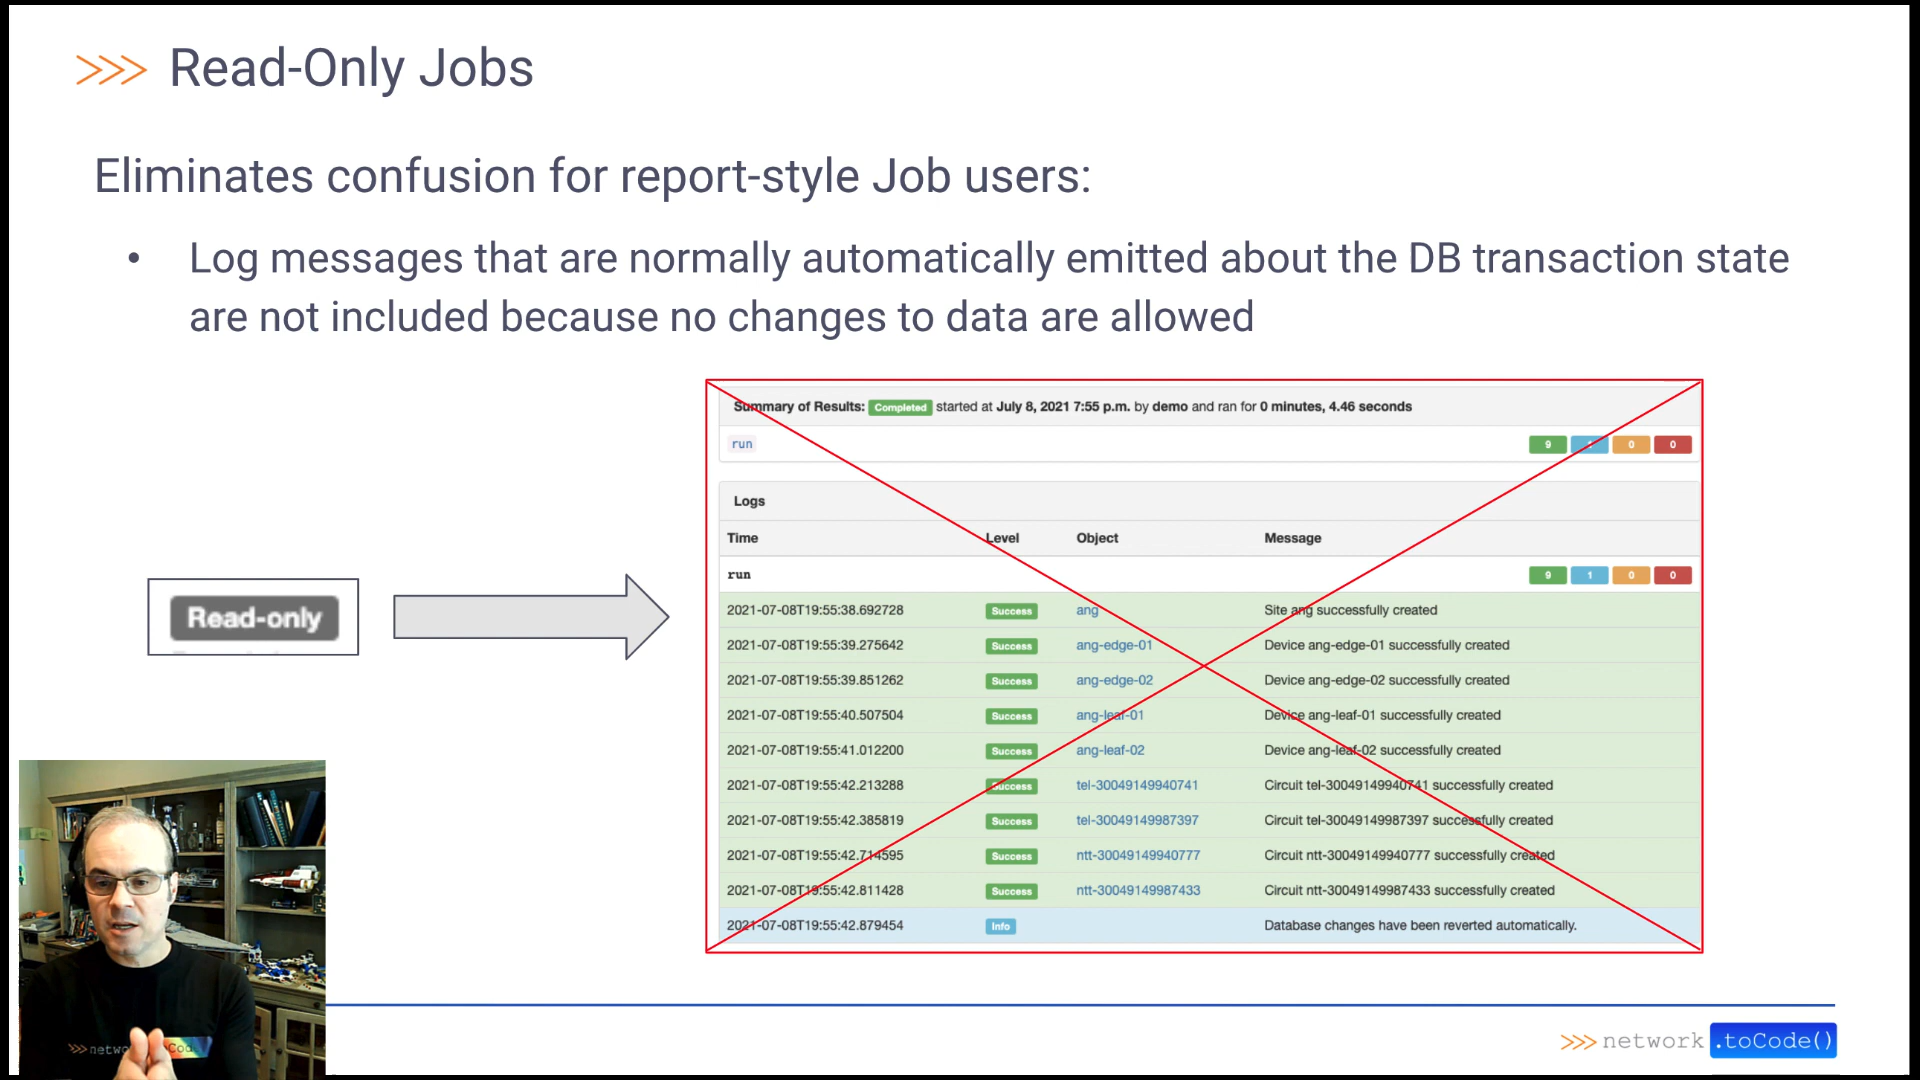 >>> Read-Only Jobs
Eliminates confusion for report-style Job users:
• Log messages that are normally automatically emitted about the DB transaction state
are not included because no changes to data are allowed
Read-only
Summary of Results: Completed started at July 8, 2021 7:55 p.m. by demo and ran for 0 minutes, 4.46 seconds
run 9 1 0 0
Logs
Time Level Object Message
run 9 1 0 0
2021-07-08T19:55:38.692728 Success ang Site ang successfully created
2021-07-08T19:55:39.275642 Success ang-edge-01 Device ang-edge-01 successfully created
2021-07-08T19:55:39.851262 Success ang-edge-02 Device ang-edge-02 successfully created
2021-07-08T19:55:40.507504 Success ang-leaf-01 Device ang-leaf-01 successfully created
2021-07-08T19:55:41.012200 Success ang-leaf-02 Device ang-leaf-02 successfully created
2021-07-08T19:55:42.213288 Success tel-30049149940741 Circuit tel-30049149940741 successfully created
2021-07-08T19:55:42.385819 Success tel-30049149987397 Circuit tel-30049149987397 successfully created
2021-07-08T19:55:42.714595 Success ntt-30049149940777 Circuit ntt-30049149940777 successfully created
2021-07-08T19:55:42.811428 Success ntt-30049149987433 Circuit ntt-30049149987433 successfully created
2021-07-08T19:55:42.879454 Info Database changes have been reverted automatically.
>>> network .toCode()